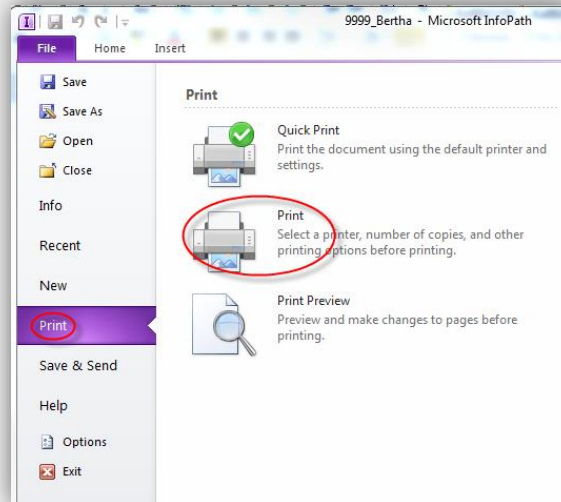 9999_Bertha - Microsoft InfoPath
File Home Insert
Save
Save As
Open
Close
Info
Recent
New
Print
Save & Send
Help
Options
Exit
Print
Quick Print
Print the document using the default printer and
settings.
Print
Select a printer, number of copies, and other
printing options before printing.
Print Preview
Preview and make changes to pages before
printing.